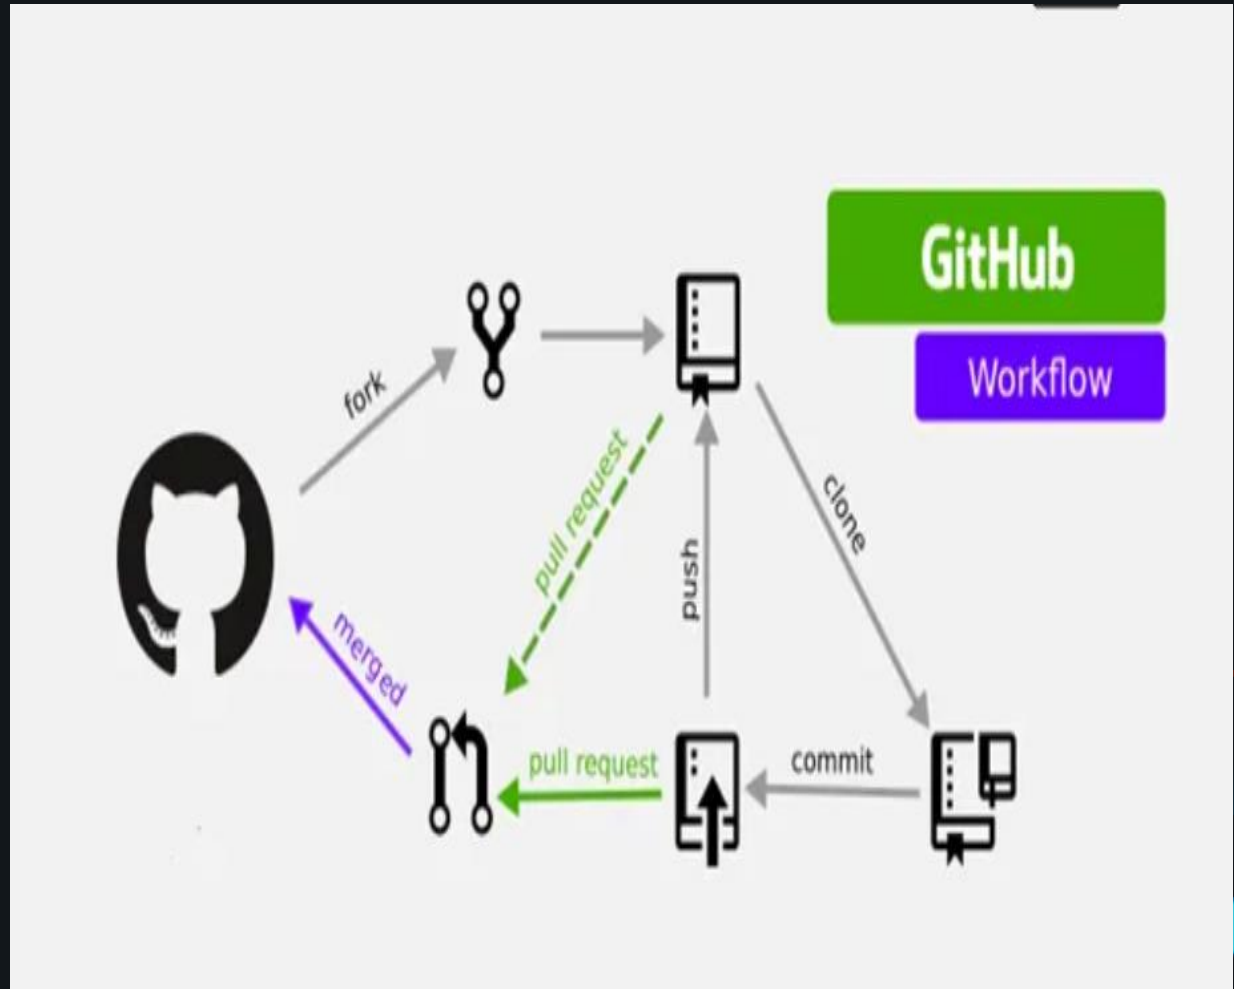 GitHub
Workflow
fork
clone
pull request
push
merged
pull request
commit